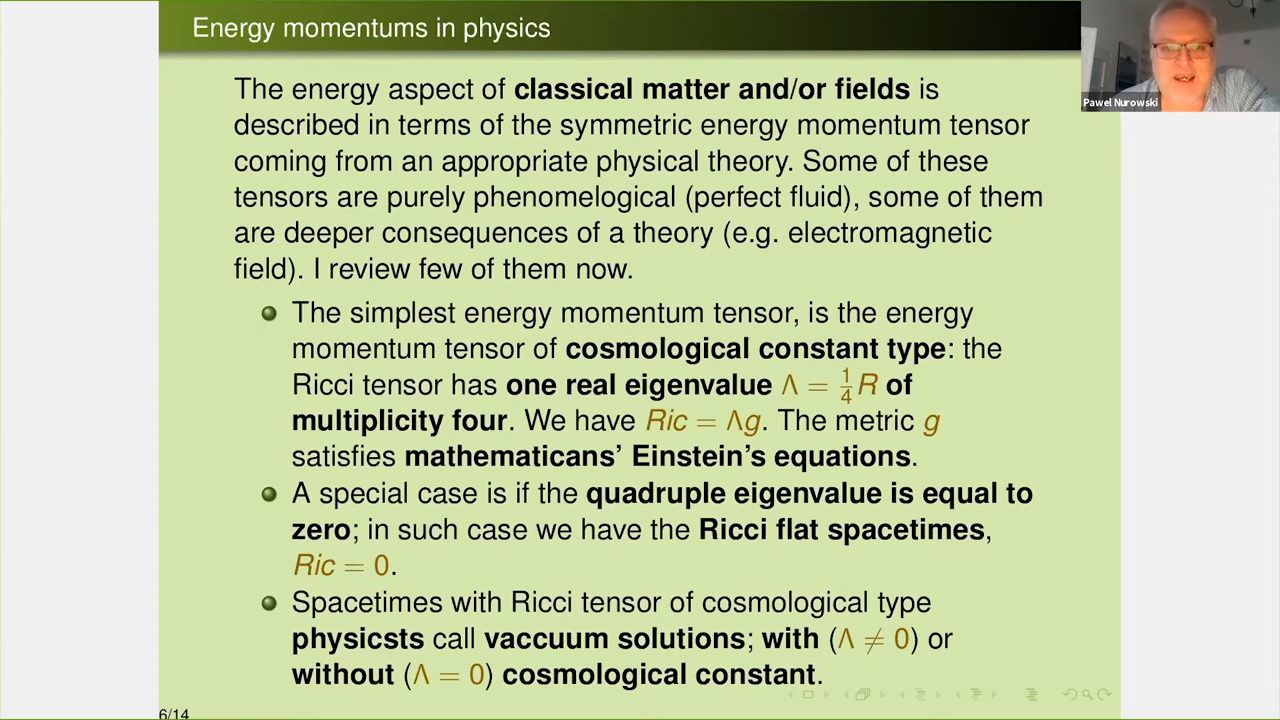 Energy momentums in physics
Pawel Nurowski
The energy aspect of classical matter and/or fields is
described in terms of the symmetric energy momentum tensor
coming from an appropriate physical theory. Some of these
tensors are purely phenomelogical (perfect fluid), some of them
are deeper consequences of a theory (e.g. electromagnetic
field). I review few of them now.
The simplest energy momentum tensor, is the energy
momentum tensor of cosmological constant type: the
Ricci tensor has one real eigenvalue Λ = 1/4 R of
multiplicity four. We have Ric = Λg. The metric g
satisfies mathematicans' Einstein's equations.
A special case is if the quadruple eigenvalue is equal to
zero; in such case we have the Ricci flat spacetimes,
Ric = 0.
Spacetimes with Ricci tensor of cosmological type
physicsts call vaccuum solutions; with (Λ ≠ 0) or
without (Λ = 0) cosmological constant.
6/14